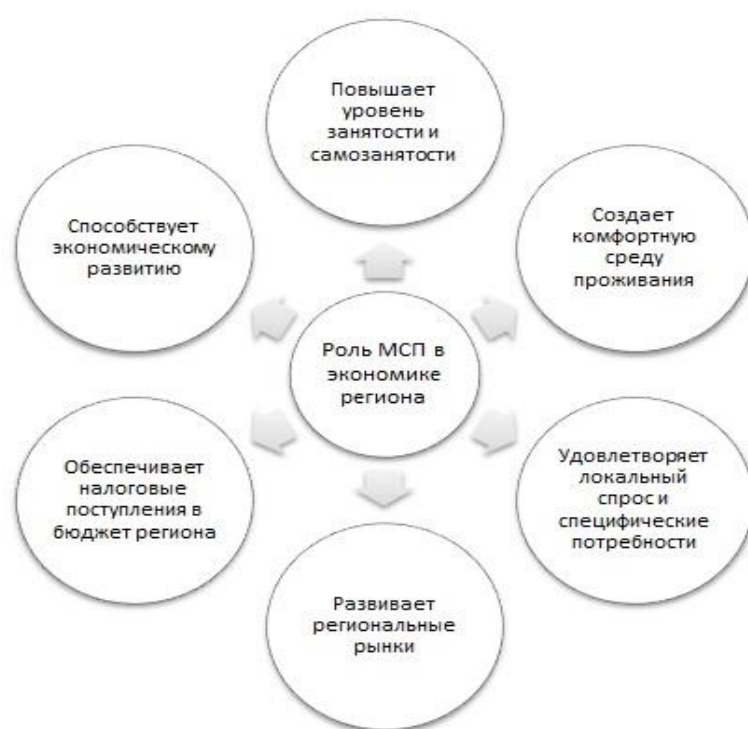 Повышает
уровень
занятости и
самозанятости
Способствует
экономическому
развитию
Создает
комфортную
среду
проживания
Роль МСП в
экономике
региона
Обеспечивает
налоговые
поступления в
бюджет региона
Удовлетворяет
локальный
спрос и
специфические
потребности
Развивает
региональные
рынки